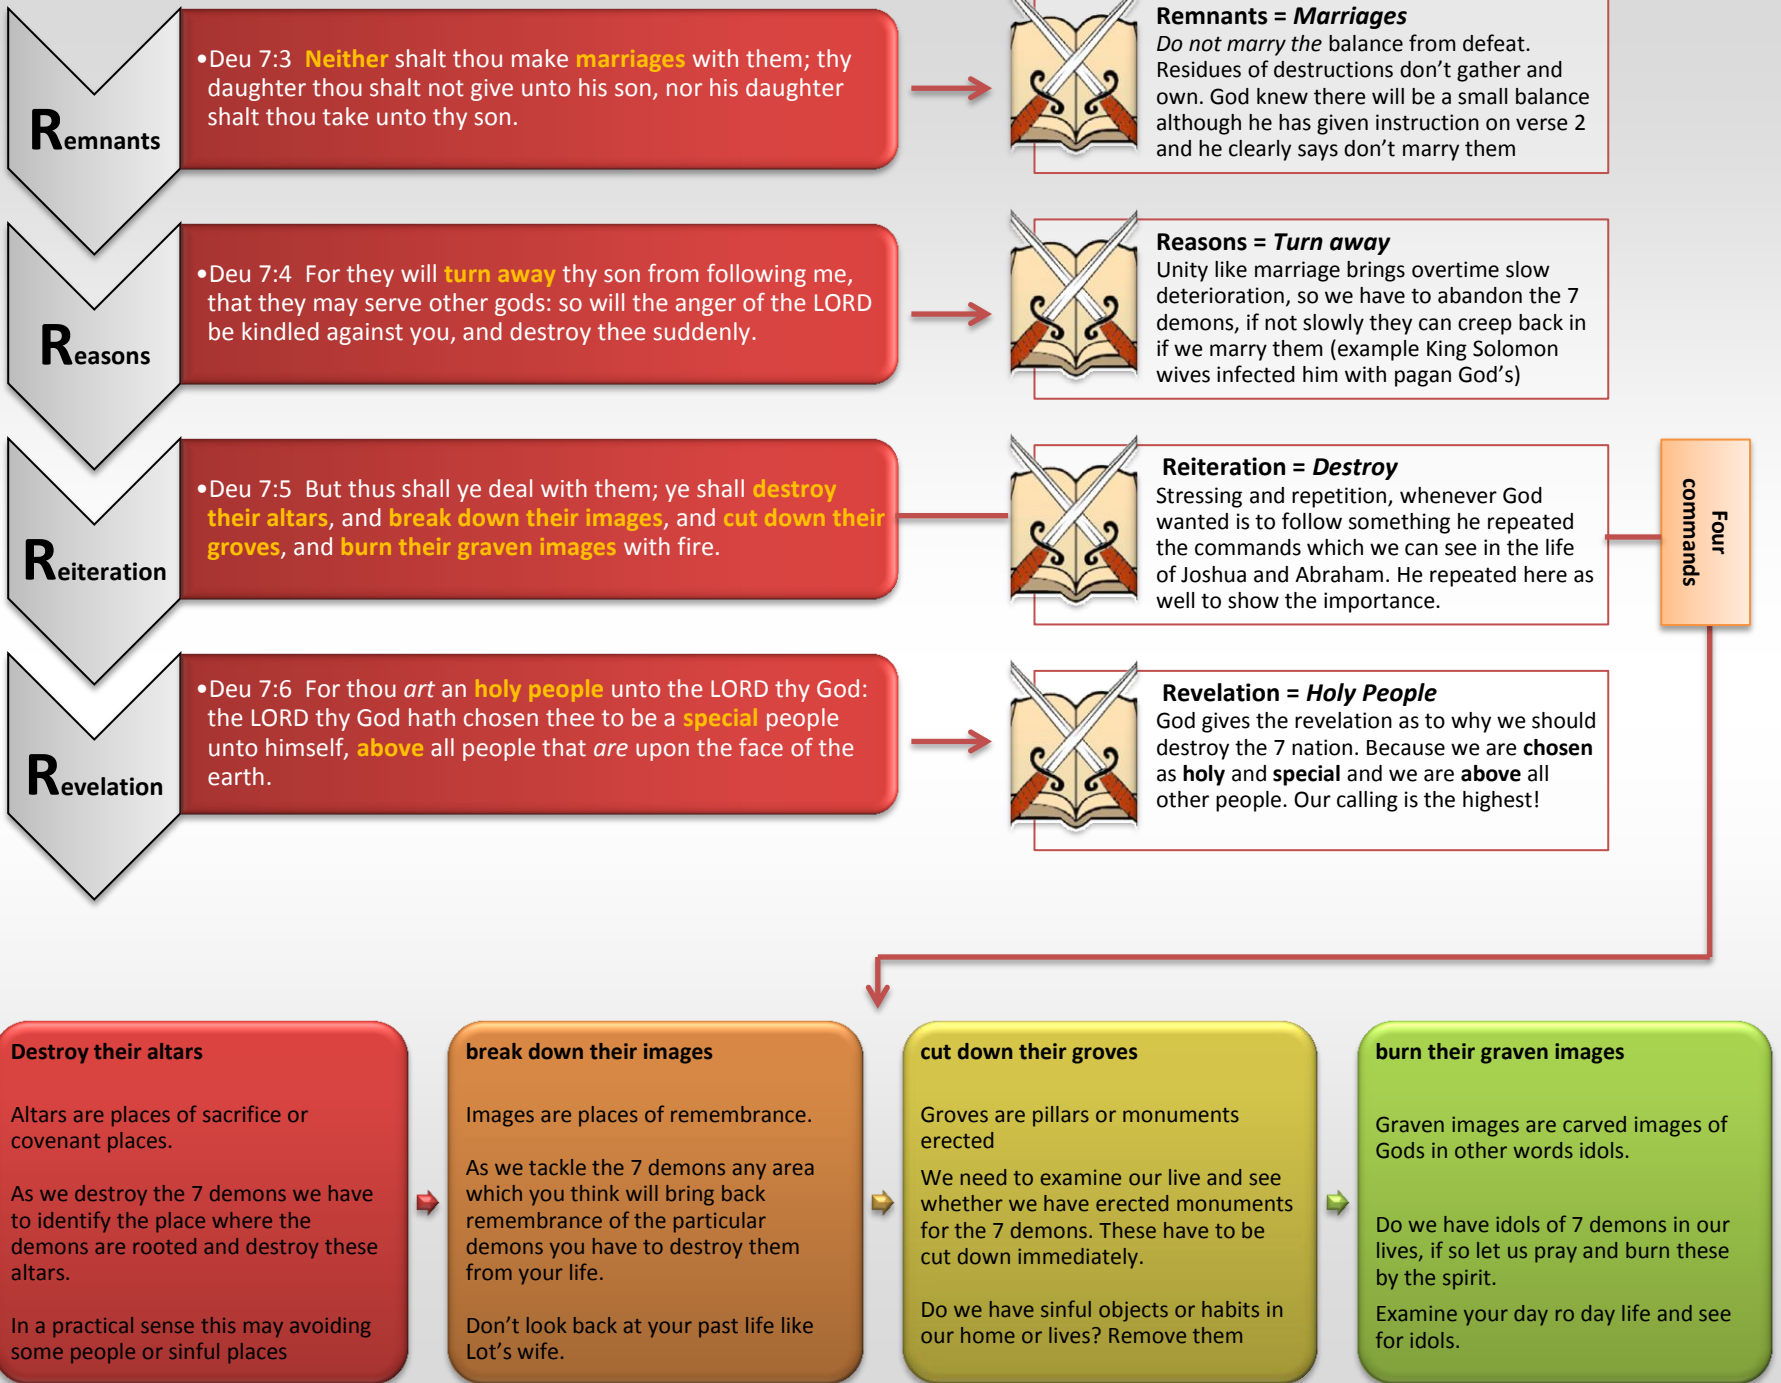 Remnants
•Deu 7:3 Neither shalt thou make marriages with them; thy
daughter thou shalt not give unto his son, nor his daughter
shalt thou take unto thy son.
Remnants = Marriages
Do not marry the balance from defeat.
Residues of destructions don’t gather and
own. God knew there will be a small balance
although he has given instruction on verse 2
and he clearly says don’t marry them
Reasons
•Deu 7:4 For they will turn away thy son from following me,
that they may serve other gods: so will the anger of the LORD
be kindled against you, and destroy thee suddenly.
Reasons = Turn away
Unity like marriage brings overtime slow
deterioration, so we have to abandon the 7
demons, if not slowly they can creep back in
if we marry them (example King Solomon
wives infected him with pagan God’s)
Reiteration
•Deu 7:5 But thus shall ye deal with them; ye shall destroy
their altars, and break down their images, and cut down their
groves, and burn their graven images with fire.
Reiteration = Destroy
Stressing and repetition, whenever God
wanted is to follow something he repeated
the commands which we can see in the life
of Joshua and Abraham. He repeated here as
well to show the importance.
Four
commands
Revelation
•Deu 7:6 For thou art an holy people unto the LORD thy God:
the LORD thy God hath chosen thee to be a special people
unto himself, above all people that are upon the face of the
earth.
Revelation = Holy People
God gives the revelation as to why we should
destroy the 7 nation. Because we are chosen
as holy and special and we are above all
other people. Our calling is the highest!
Destroy their altars
Altars are places of sacrifice or
covenant places.
As we destroy the 7 demons we have
to identify the place where the
demons are rooted and destroy these
altars.
In a practical sense this may avoiding
some people or sinful places
break down their images
Images are places of remembrance.
As we tackle the 7 demons any area
which you think will bring back
remembrance of the particular
demons you have to destroy them
from your life.
Don’t look back at your past life like
Lot’s wife.
cut down their groves
Groves are pillars or monuments
erected
We need to examine our live and see
whether we have erected monuments
for the 7 demons. These have to be
cut down immediately.
Do we have sinful objects or habits in
our home or lives? Remove them
burn their graven images
Graven images are carved images of
Gods in other words idols.
Do we have idols of 7 demons in our
lives, if so let us pray and burn these
by the spirit.
Examine your day ro day life and see
for idols.